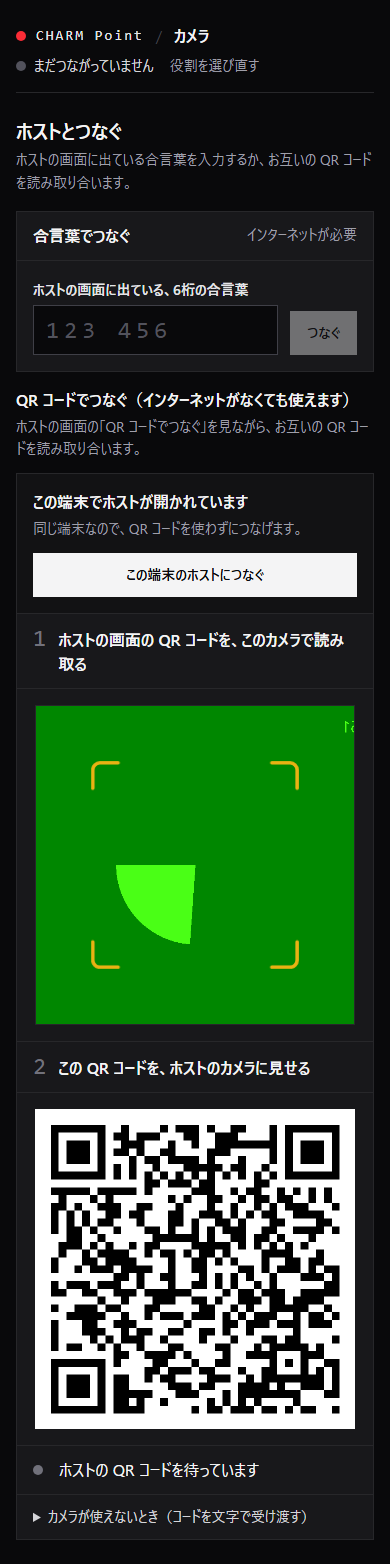 CHARM Point / カメラ
まだつながっていません 役割を選び直す
ホストとつなぐ
ホストの画面に出ている合言葉を入力するか、お互いの QR コード
を読み取り合います。
合言葉でつなぐ インターネットが必要
ホストの画面に出ている、6桁の合言葉
123 456 つなぐ
QR コードでつなぐ（インターネットがなくても使えます）
ホストの画面の「QR コードでつなぐ」を見ながら、お互いの QR コー
ドを読み取り合います。
この端末でホストが開かれています
同じ端末なので、QR コードを使わずにつなげます。
この端末のホストにつなぐ
1 ホストの画面の QR コードを、このカメラで読み
取る
2 この QR コードを、ホストのカメラに見せる
ホストの QR コードを待っています
▶ カメラが使えないとき（コードを文字で受け渡す）